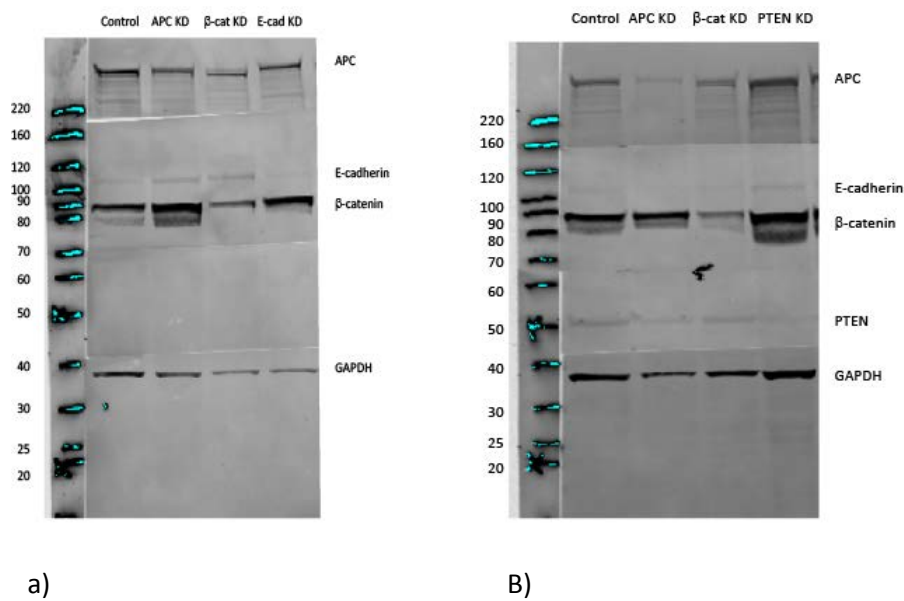 Control APC KD β-cat KD E-cad KD
APC
220
160
120
E-cadherin
100
90
β-catenin
80
70
60
50
40
GAPDH
30
25
20
a)
Control APC KD β-cat KD PTEN KD
APC
220
160
120
E-cadherin
100
90
β-catenin
80
70
60
PTEN
50
40
GAPDH
30
25
20
B)